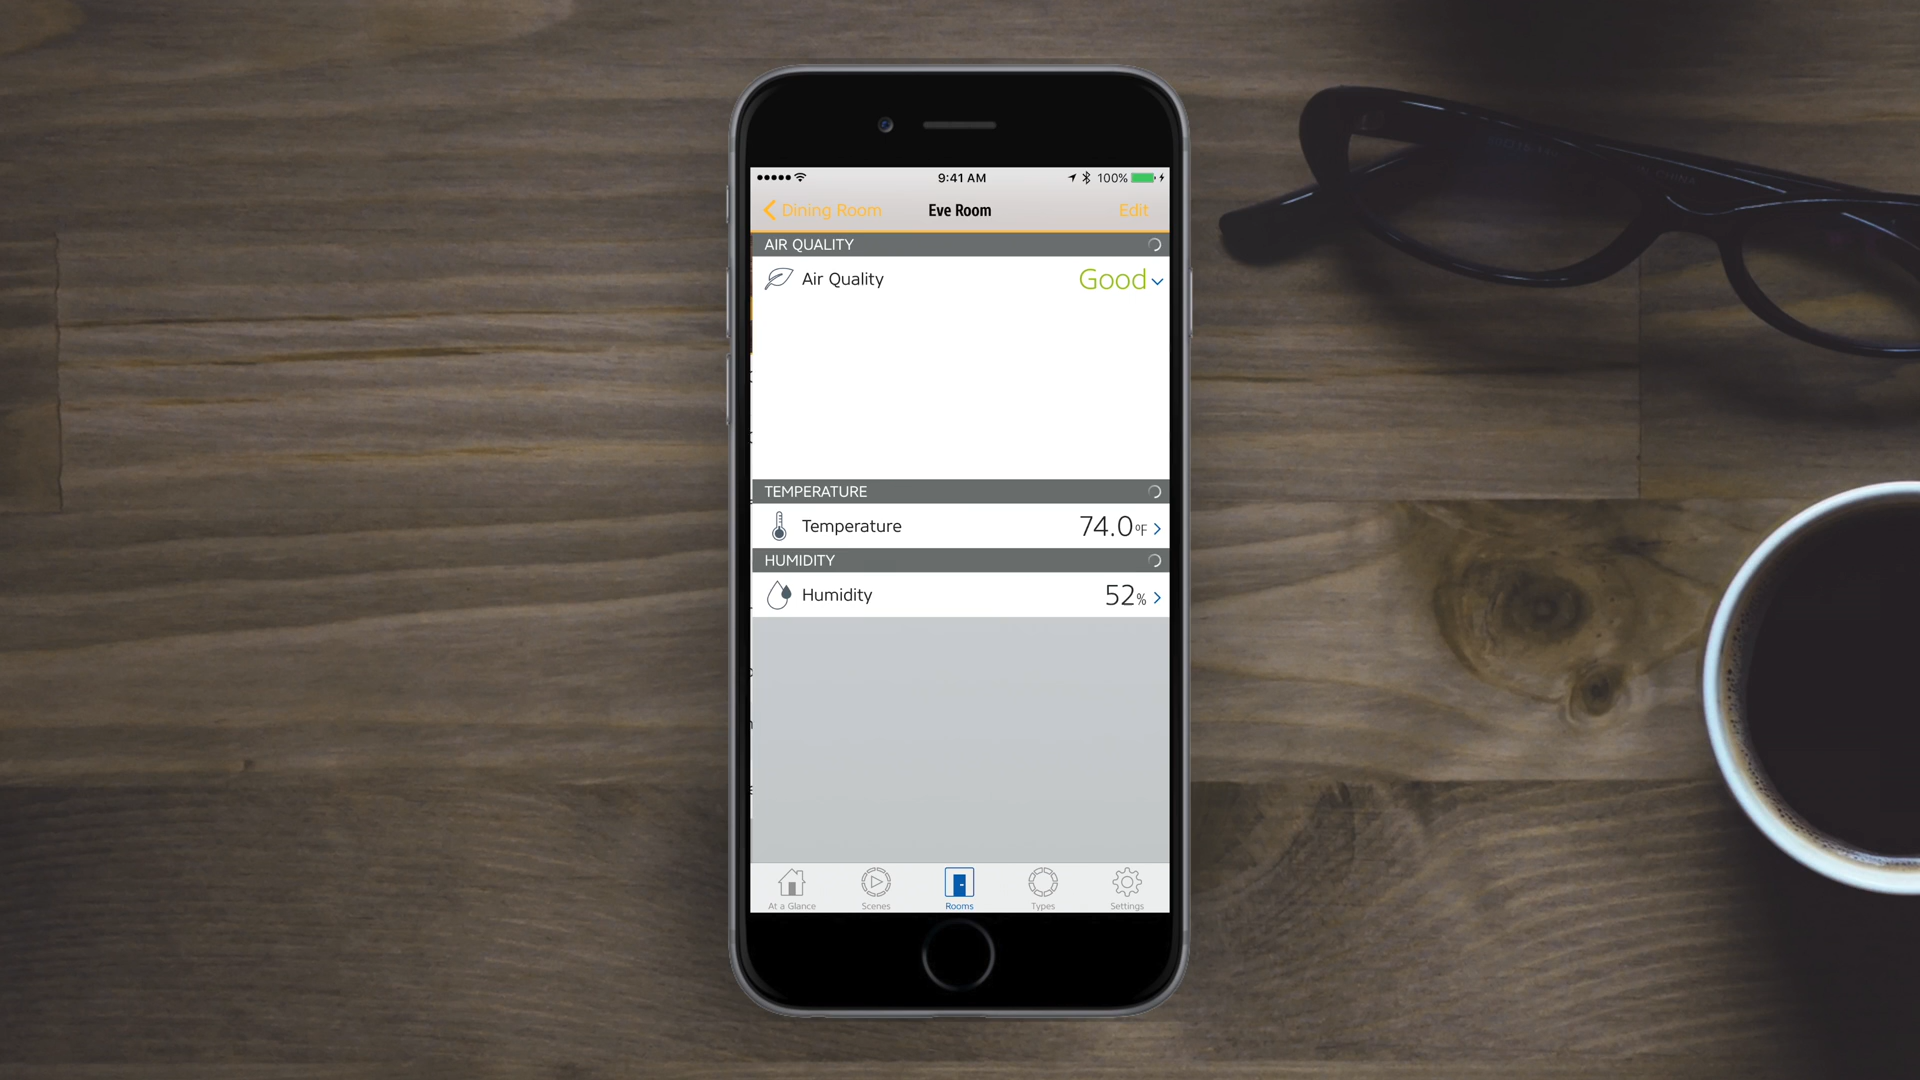 9:41 AM 100%
Dining Room Eve Room Edit
AIR QUALITY
Air Quality Good
TEMPERATURE
Temperature 74.0°F
HUMIDITY
Humidity 52%
At a Glance Scenes Rooms Types Settings
CHINA